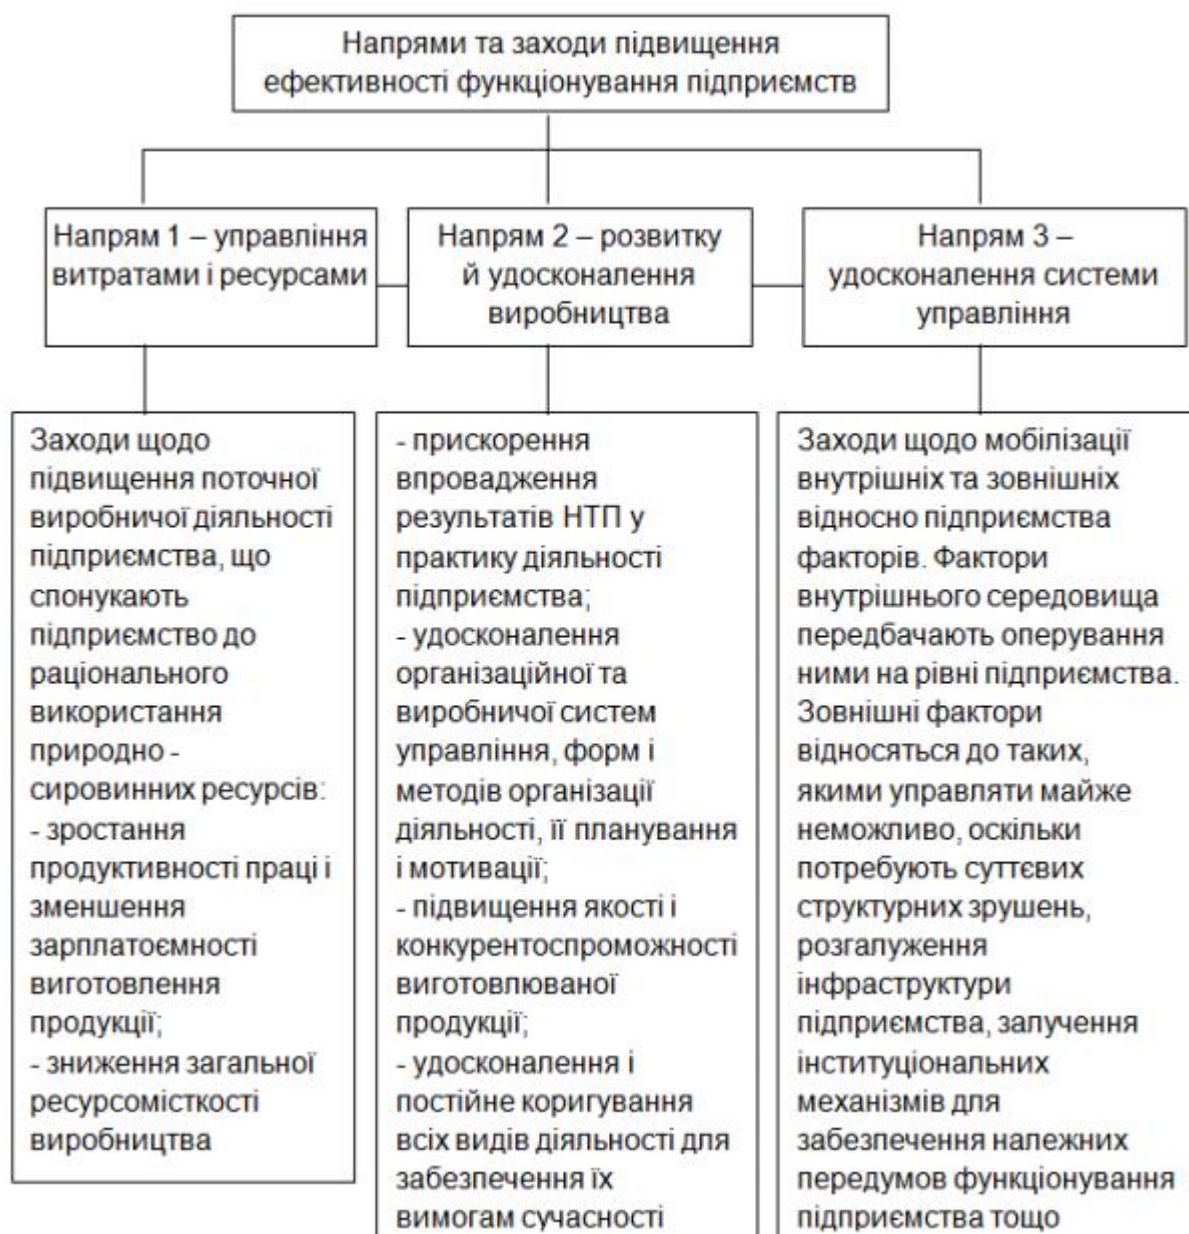 Напрями та заходи підвищення
ефективності функціонування підприємств
Напрям 1 – управління
витратами і ресурсами
Напрям 2 – розвитку
й удосконалення
виробництва
Напрям 3 –
удосконалення системи
управління
Заходи щодо
підвищення поточної
виробничої діяльності
підприємства, що
спонукають
підприємство до
раціонального
використання
природно -
сировинних ресурсів:
- зростання
продуктивності праці і
зменшення
зарплатоємності
виготовлення
продукції;
- зниження загальної
ресурсомісткості
виробництва
- прискорення
впровадження
результатів НТП у
практику діяльності
підприємства;
- удосконалення
організаційної та
виробничої систем
управління, форм і
методів організації
діяльності, її планування
і мотивації;
- підвищення якості і
конкурентоспроможності
виготовлюваної
продукції;
- удосконалення і
постійне коригування
всіх видів діяльності для
забезпечення їх
вимогам сучасності
Заходи щодо мобілізації
внутрішніх та зовнішніх
відносно підприємства
факторів. Фактори
внутрішнього середовища
передбачають оперування
ними на рівні підприємства.
Зовнішні фактори
відносяться до таких,
якими управляти майже
неможливо, оскільки
потребують суттєвих
структурних зрушень,
розгалуження
інфраструктури
підприємства, залучення
інституціональних
механізмів для
забезпечення належних
передумов функціонування
підприємства тощо